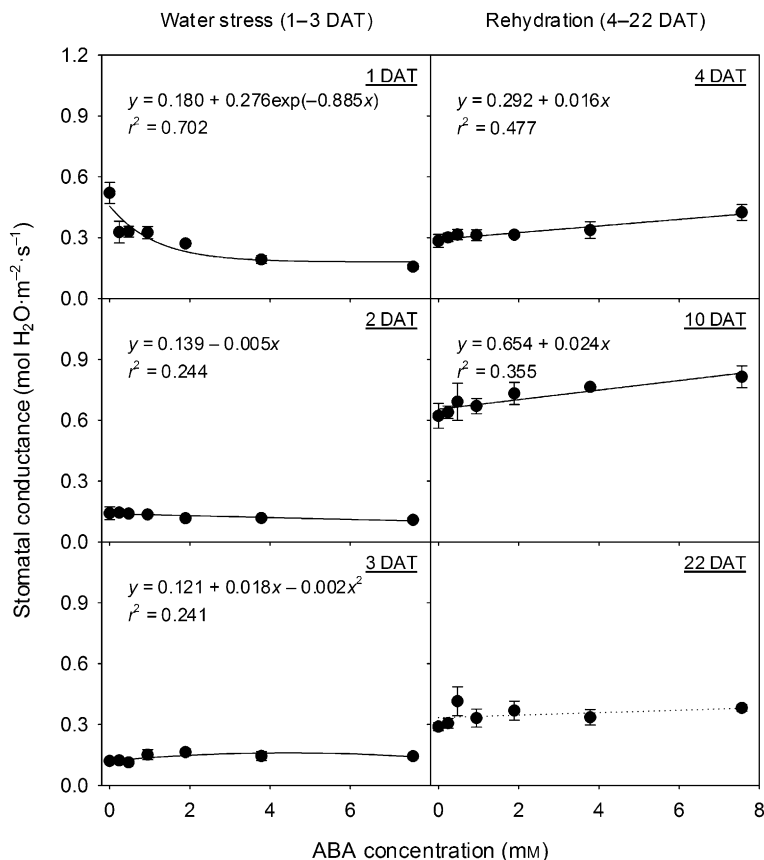 Water stress (1–3 DAT)
Rehydration (4–22 DAT)
Stomatal conductance (mol H₂O·m⁻²·s⁻¹)
1.2
0.9
0.6
0.3
0.0
1 DAT
y = 0.180 + 0.276exp(–0.885x)
r² = 0.702
4 DAT
y = 0.292 + 0.016x
r² = 0.477
0.9
0.6
0.3
0.0
2 DAT
y = 0.139 – 0.005x
r² = 0.244
10 DAT
y = 0.654 + 0.024x
r² = 0.355
0.9
0.6
0.3
0.0
3 DAT
y = 0.121 + 0.018x – 0.002x²
r² = 0.241
22 DAT
0 2 4 6 0 2 4 6 8
ABA concentration (mM)